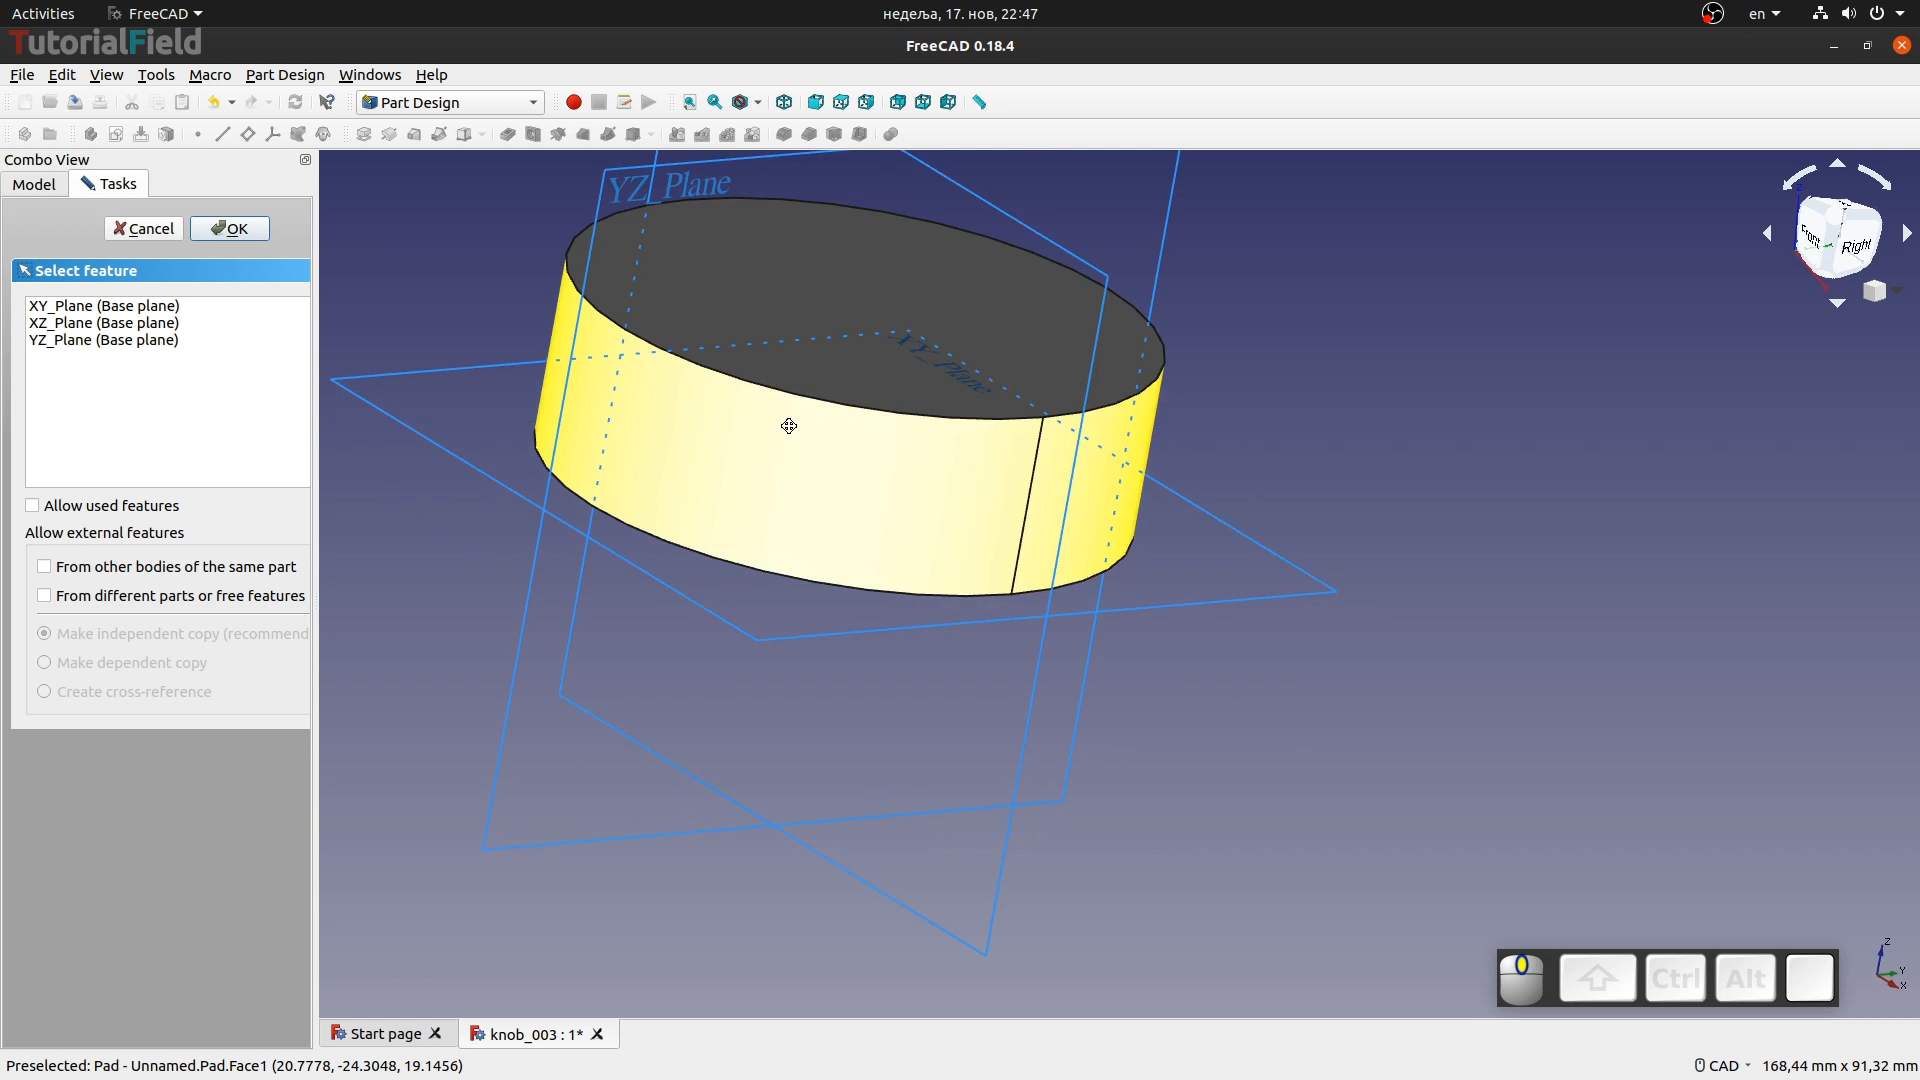 Activities FreeCAD недеља, 17. нов, 22:47 en
TutorialField
FreeCAD 0.18.4
File Edit View Tools Macro Part Design Windows Help
Part Design
Combo View
Model Tasks
Cancel OK
Select feature
XY_Plane (Base plane)
XZ_Plane (Base plane)
YZ_Plane (Base plane)
Allow used features
Allow external features
From other bodies of the same part
From different parts or free features
Make independent copy (recommend
Make dependent copy
Create cross-reference
YZ_Plane
XY_Plane
Front Right
Z
Ctrl Alt
Z
Y
X
Start page knob_003 : 1*
Preselected: Pad - Unnamed.Pad.Face1 (20.7778, -24.3048, 19.1456) CAD 168,44 mm x 91,32 mm